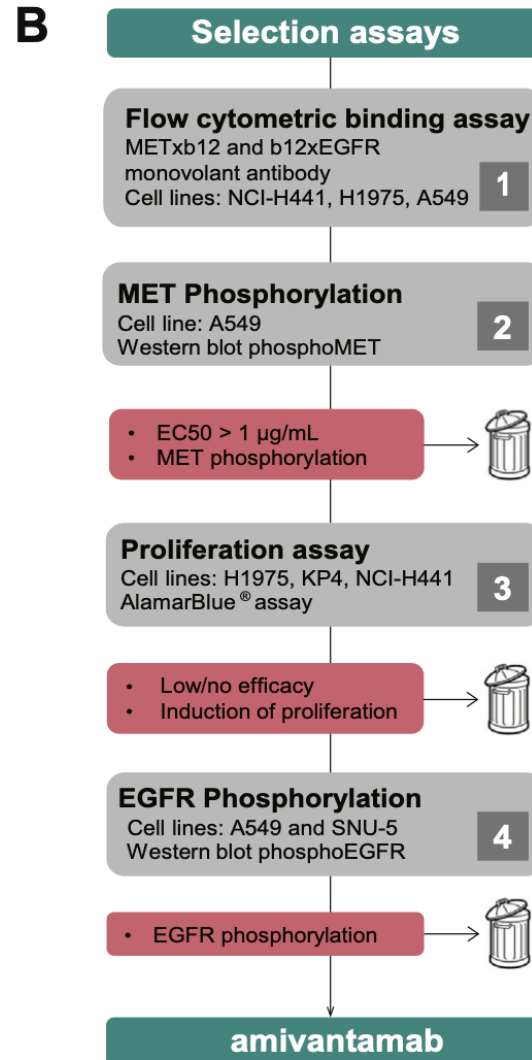 B
Selection assays
Flow cytometric binding assay
METxb12 and b12xEGFR
monovolant antibody
Cell lines: NCI-H441, H1975, A549
1
MET Phosphorylation
Cell line: A549
Western blot phosphoMET
2
• EC50 > 1 µg/mL
• MET phosphorylation
Proliferation assay
Cell lines: H1975, KP4, NCI-H441
AlamarBlue® assay
3
• Low/no efficacy
• Induction of proliferation
EGFR Phosphorylation
Cell lines: A549 and SNU-5
Western blot phosphoEGFR
4
• EGFR phosphorylation
amivantamab